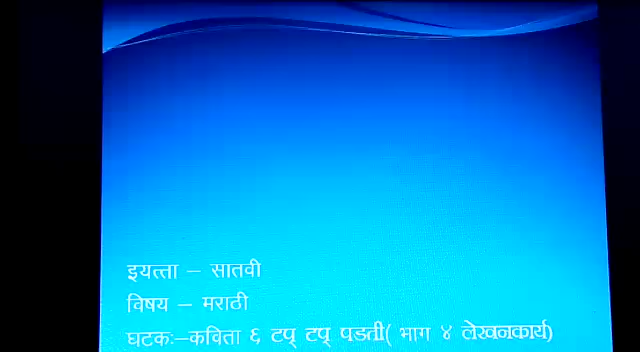 इयत्ता – सातवी
विषय – मराठी
घटक:–कविता ६ टप् टप् पडती( भाग ४ लेखनकार्य)